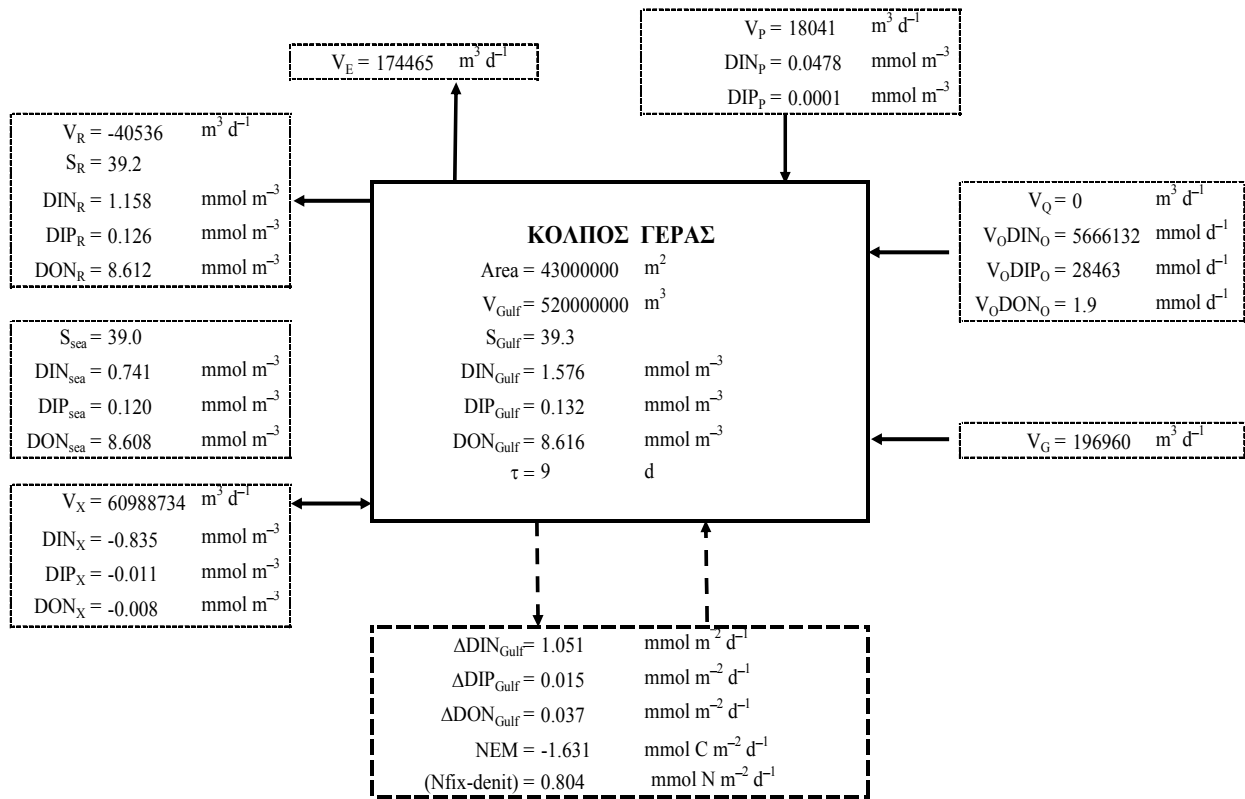 V_P = 18041 m³ d⁻¹
DIN_P = 0.0478 mmol m⁻³
DIP_P = 0.0001 mmol m⁻³
V_E = 174465 m³ d⁻¹
V_R = -40536 m³ d⁻¹
S_R = 39.2
DIN_R = 1.158 mmol m⁻³
DIP_R = 0.126 mmol m⁻³
DON_R = 8.612 mmol m⁻³
S_sea = 39.0
DIN_sea = 0.741 mmol m⁻³
DIP_sea = 0.120 mmol m⁻³
DON_sea = 8.608 mmol m⁻³
V_X = 60988734 m³ d⁻¹
DIN_X = -0.835 mmol m⁻³
DIP_X = -0.011 mmol m⁻³
DON_X = -0.008 mmol m⁻³
ΚΟΛΠΟΣ ΓΕΡΑΣ
Area = 43000000 m²
V_Gulf = 520000000 m³
S_Gulf = 39.3
DIN_Gulf = 1.576 mmol m⁻³
DIP_Gulf = 0.132 mmol m⁻³
DON_Gulf = 8.616 mmol m⁻³
τ = 9 d
V_Q = 0 m³ d⁻¹
V_O DIN_O = 5666132 mmol d⁻¹
V_O DIP_O = 28463 mmol d⁻¹
V_O DON_O = 1.9 mmol d⁻¹
V_G = 196960 m³ d⁻¹
ΔDIN_Gulf = 1.051 mmol m⁻² d⁻¹
ΔDIP_Gulf = 0.015 mmol m⁻² d⁻¹
ΔDON_Gulf = 0.037 mmol m⁻² d⁻¹
NEM = -1.631 mmol C m⁻² d⁻¹
(Nfix-denit) = 0.804 mmol N m⁻² d⁻¹